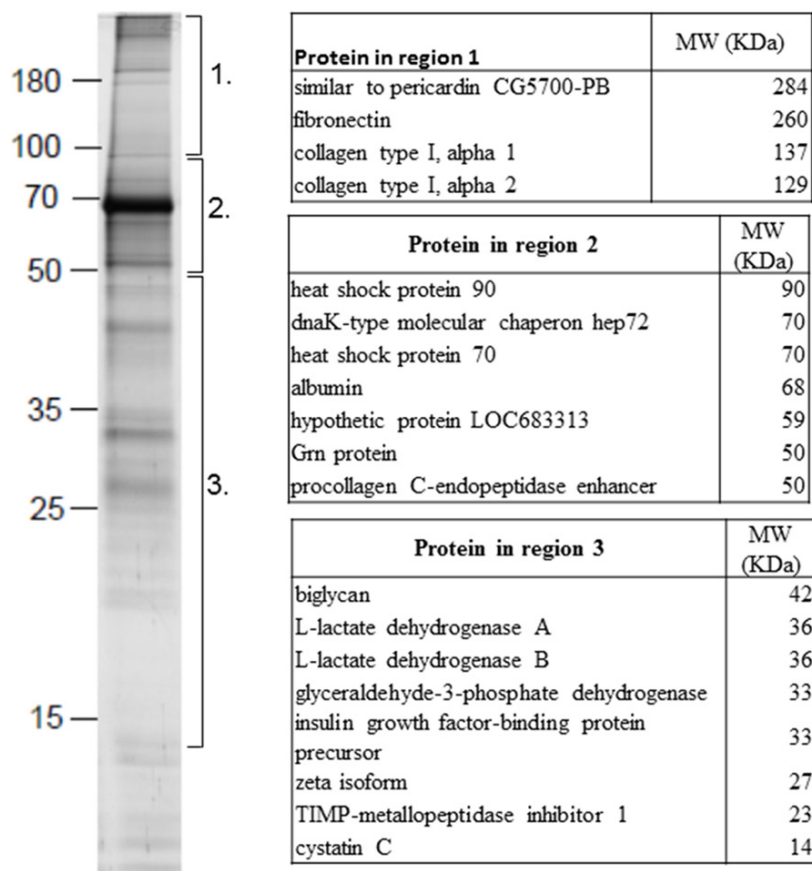 180
100
70
50
35
25
15
1.
2.
3.
Protein in region 1 MW (KDa)
similar to pericardin CG5700-PB 284
fibronectin 260
collagen type I, alpha 1 137
collagen type I, alpha 2 129
Protein in region 2 MW (KDa)
heat shock protein 90 90
dnaK-type molecular chaperon hep72 70
heat shock protein 70 70
albumin 68
hypothetic protein LOC683313 59
Grn protein 50
procollagen C-endopeptidase enhancer 50
Protein in region 3 MW (KDa)
biglycan 42
L-lactate dehydrogenase A 36
L-lactate dehydrogenase B 36
glyceraldehyde-3-phosphate dehydrogenase 33
insulin growth factor-binding protein
precursor 33
zeta isoform 27
TIMP-metallopeptidase inhibitor 1 23
cystatin C 14